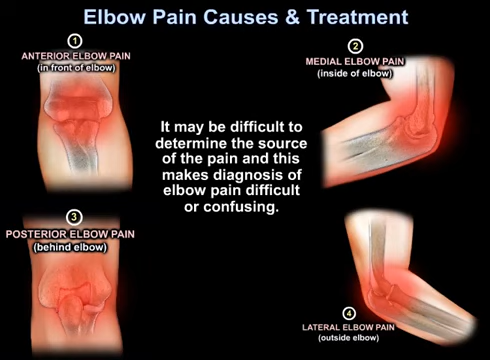 Elbow Pain Causes & Treatment
1
ANTERIOR ELBOW PAIN
(in front of elbow)
2
MEDIAL ELBOW PAIN
(inside of elbow)
It may be difficult to
determine the source
of the pain and this
makes diagnosis of
elbow pain difficult
or confusing.
3
POSTERIOR ELBOW PAIN
(behind elbow)
4
LATERAL ELBOW PAIN
(outside elbow)